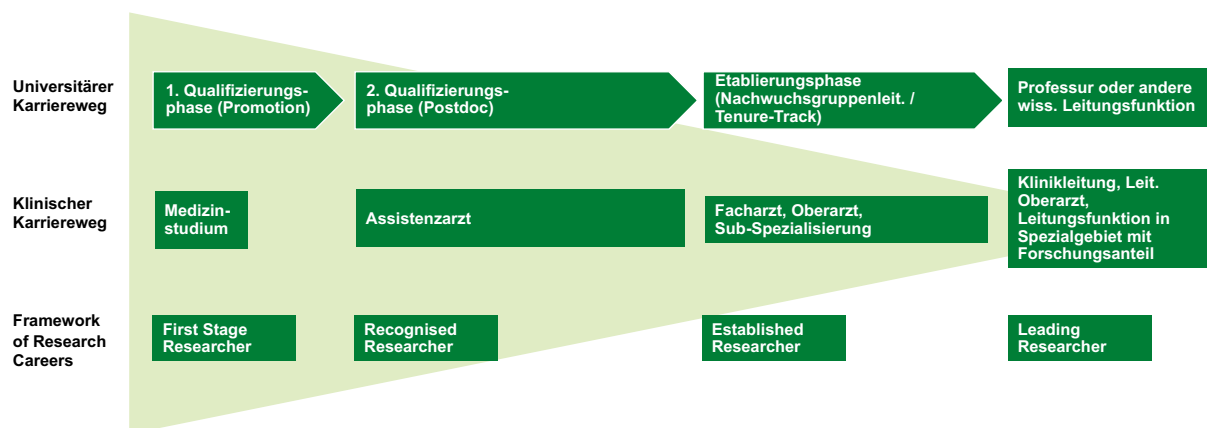 Universitärer
Karriereweg
1. Qualifizierungs-
phase (Promotion)
2. Qualifizierungs-
phase (Postdoc)
Etablierungsphase
(Nachwuchsgruppenleit. /
Tenure-Track)
Professur oder andere
wiss. Leitungsfunktion
Klinischer
Karriereweg
Medizin-
studium
Assistenzarzt
Facharzt, Oberarzt,
Sub-Spezialisierung
Klinikleitung, Leit.
Oberarzt,
Leitungsfunktion in
Spezialgebiet mit
Forschungsanteil
Framework
of Research
Careers
First Stage
Researcher
Recognised
Researcher
Established
Researcher
Leading
Researcher